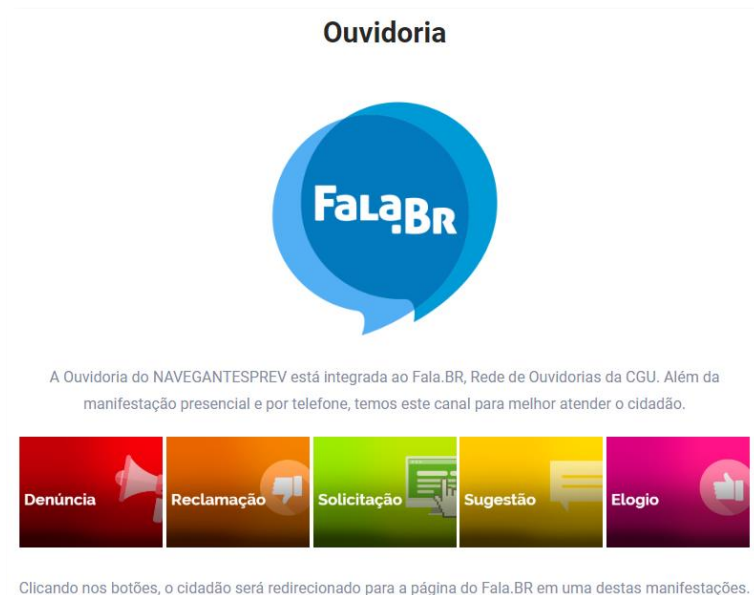 Ouvidoria
Fala.BR
A Ouvidoria do NAVEGANTESPREV está integrada ao Fala.BR, Rede de Ouvidorias da CGU. Além da
manifestação presencial e por telefone, temos este canal para melhor atender o cidadão.
Denúncia Reclamação Solicitação Sugestão Elogio
Clicando nos botões, o cidadão será redirecionado para a página do Fala.BR em uma destas manifestações.